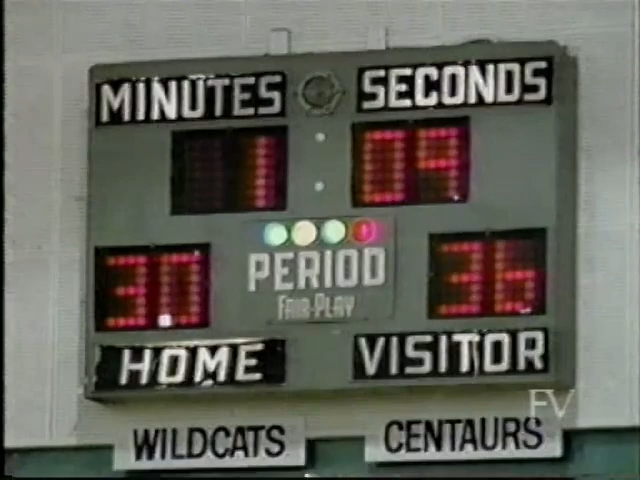 MINUTES SECONDS
1 : 09
30 PERIOD 36
FAIR-PLAY
HOME VISITOR
FV
WILDCATS CENTAURS